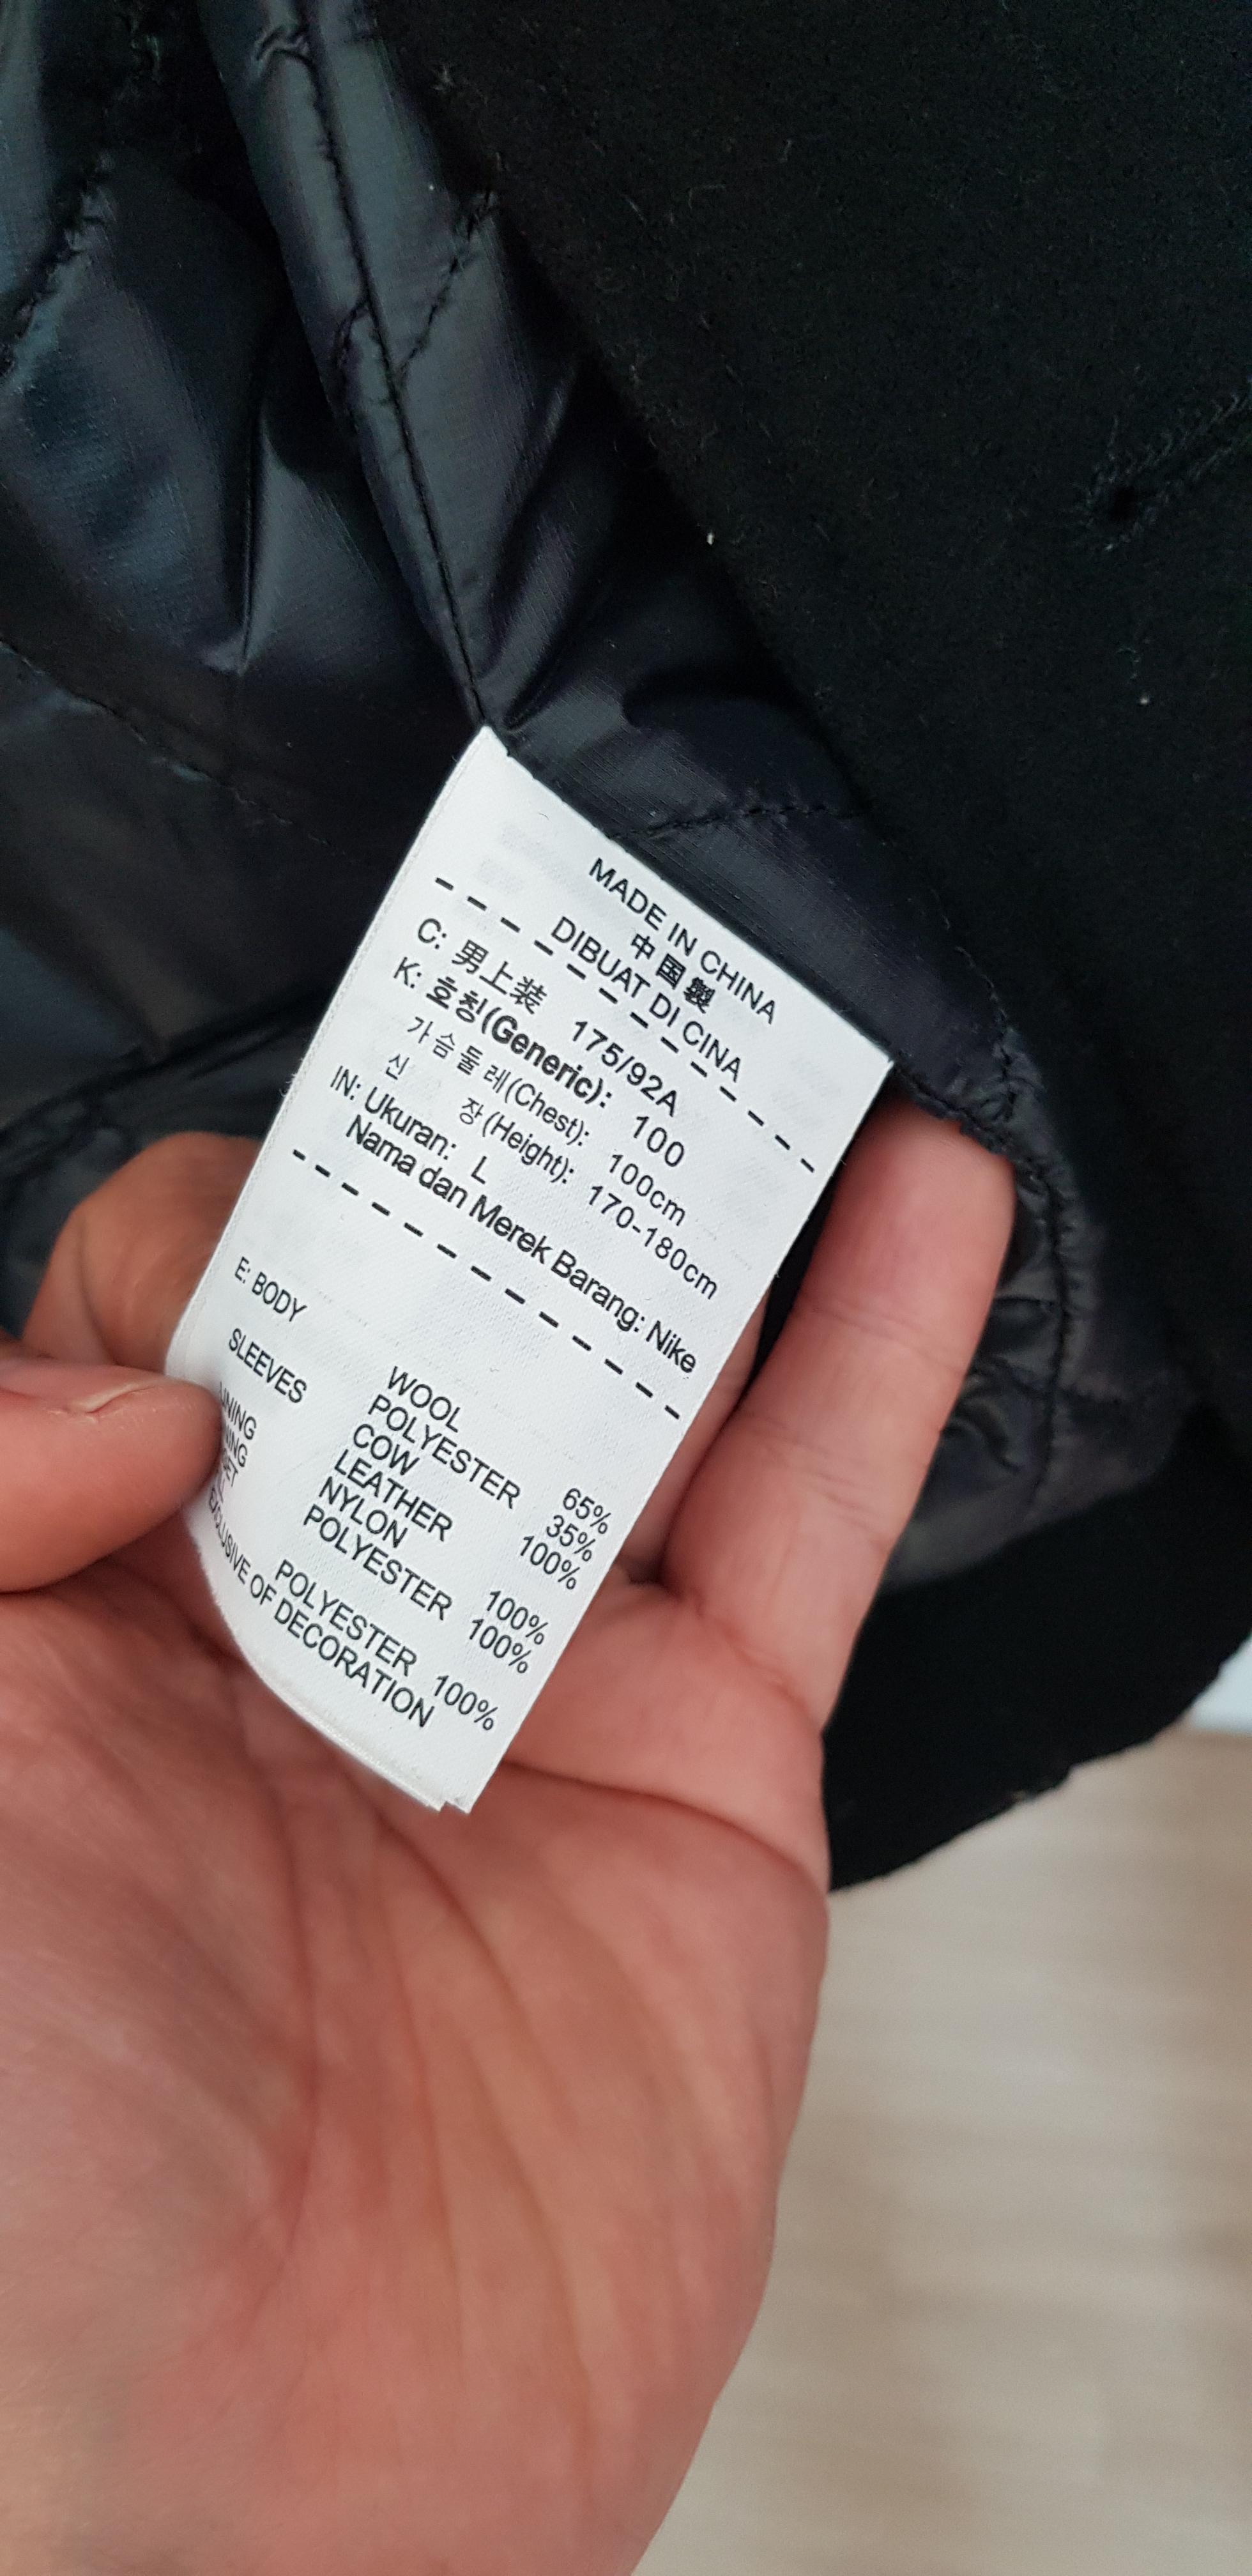 MADE IN CHINA
中国製
DIBUAT DI CINA
C: 男上装 175/92A
K: 호칭(Generic): 100
가슴둘레(Chest): 100cm
신 장(Height): 170-180cm
IN: Ukuran: L
Nama dan Merek Barang: Nike
E: BODY WOOL 65%
POLYESTER 35%
SLEEVES COW 100%
LEATHER
NYLON 100%
POLYESTER 100%
POLYESTER 100%
EXCLUSIVE OF DECORATION